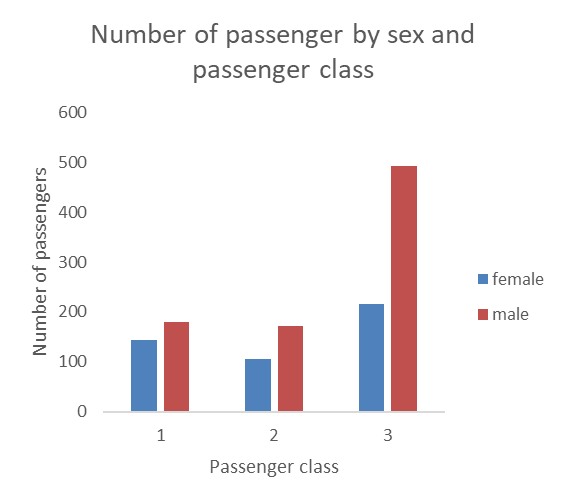 Number of passenger by sex and
passenger class
600
500
400
300
200
100
0
Number of passengers
1 2 3
Passenger class
female
male